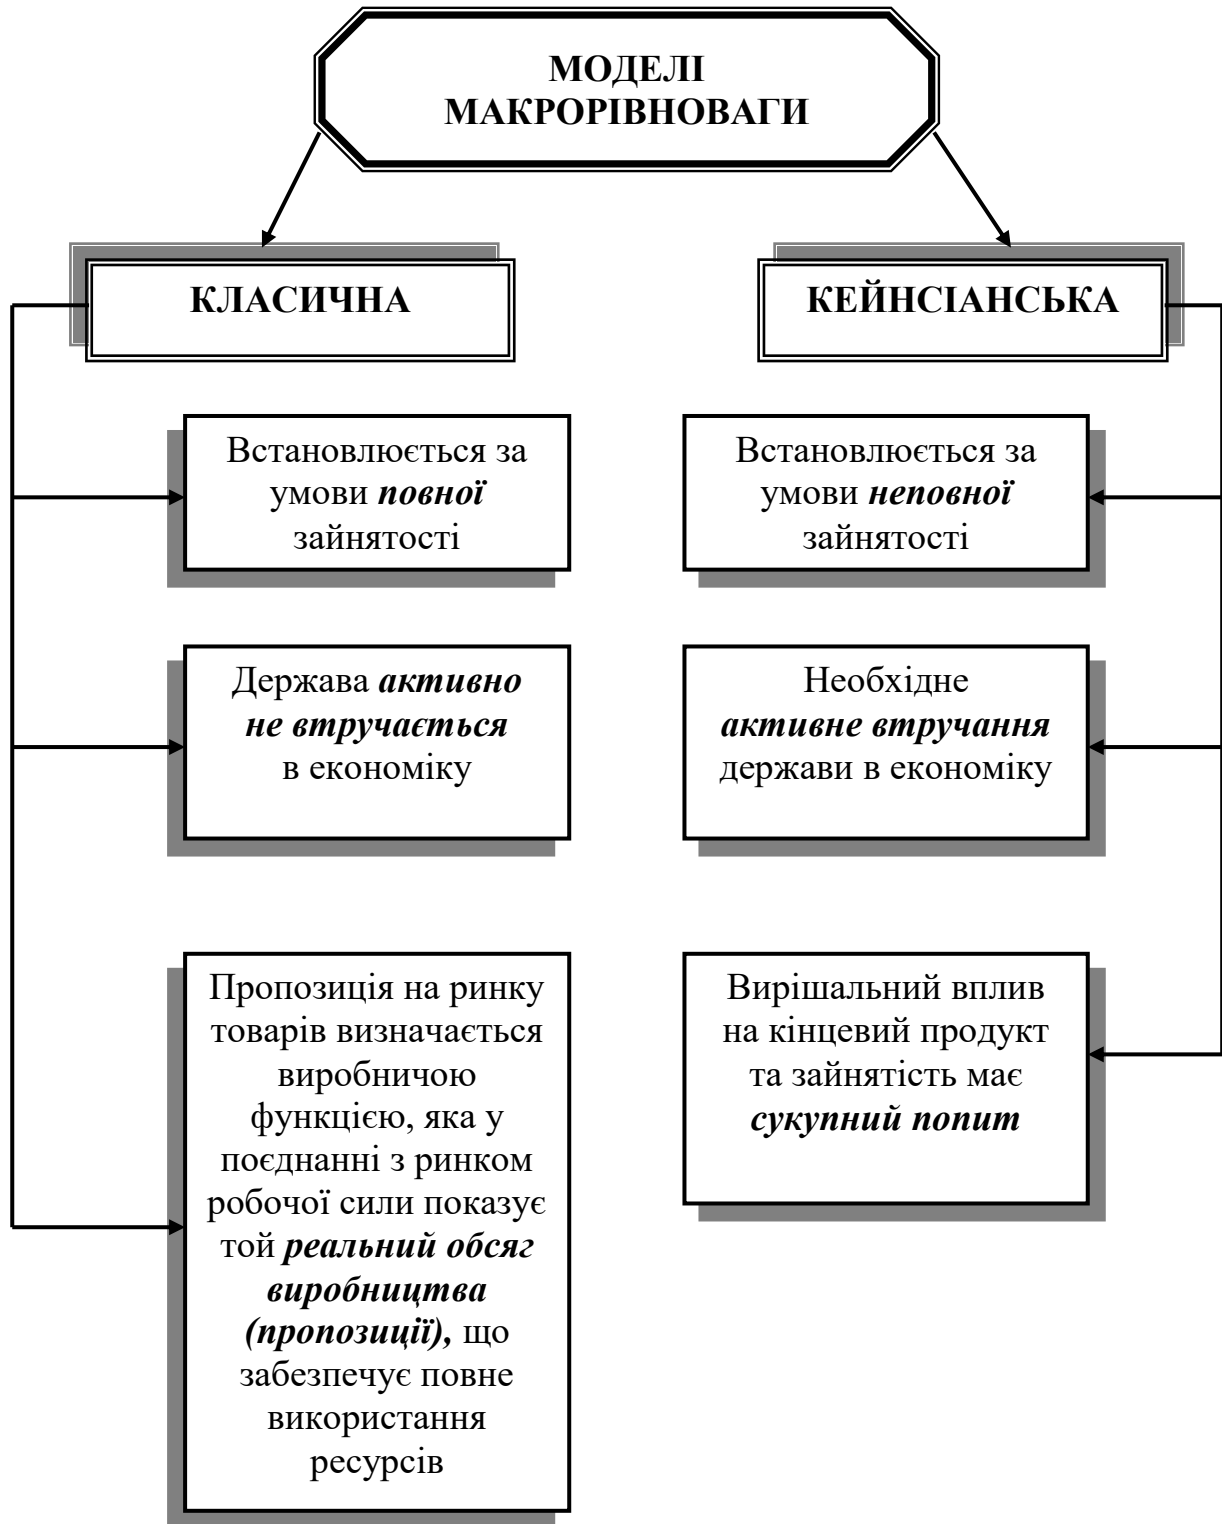 МОДЕЛІ
МАКРОРІВНОВАГИ
КЛАСИЧНА
КЕЙНСІАНСЬКА
Встановлюється за
умови повної
зайнятості
Встановлюється за
умови неповної
зайнятості
Держава активно
не втручається
в економіку
Необхідне
активне втручання
держави в економіку
Пропозиція на ринку
товарів визначається
виробничою
функцією, яка у
поєднанні з ринком
робочої сили показує
той реальний обсяг
виробництва
(пропозиції), що
забезпечує повне
використання
ресурсів
Вирішальний вплив
на кінцевий продукт
та зайнятість має
сукупний попит